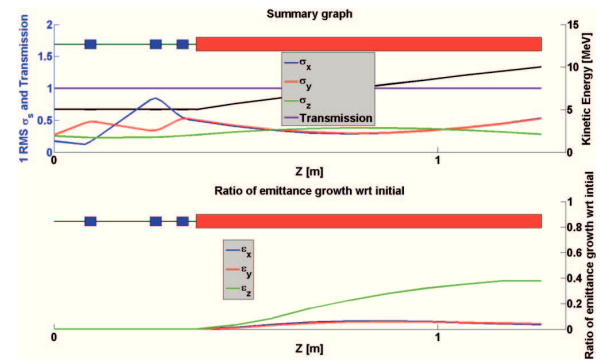 Summary graph
2
1.5
1
0.5
0
15
10
5
0
0
1
1 RMS σs and Transmission
Kinetic Energy [MeV]
σx
σy
σz
Transmission
Z [m]
Ratio of emittance growth wrt initial
1
0.8
0.6
0.4
0.2
0
0
1
Ratio of emittance growth wrt intial
εx
εy
εz
Z [m]